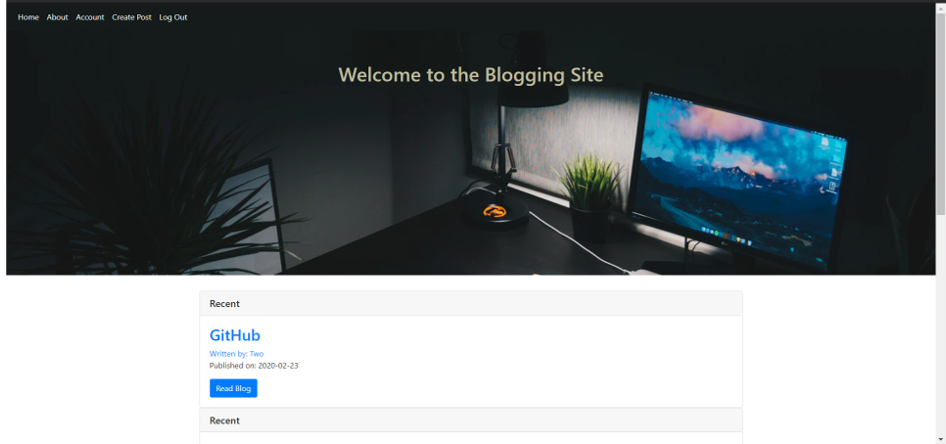 Home About Account Create Post Log Out
Welcome to the Blogging Site
Recent
GitHub
Written by: Two
Published on: 2020-02-23
Read Blog
Recent